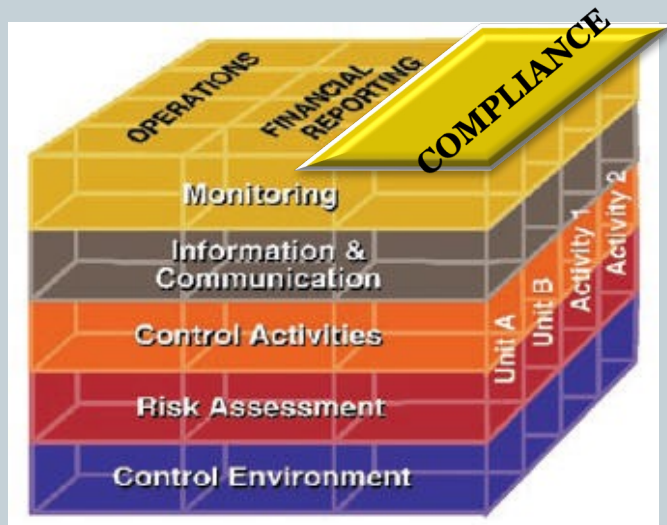 OPERATIONS
FINANCIAL
REPORTING
COMPLIANCE
Monitoring
Information &
Communication
Control Activities
Risk Assessment
Control Environment
Unit A
Unit B
Activity 1
Activity 2